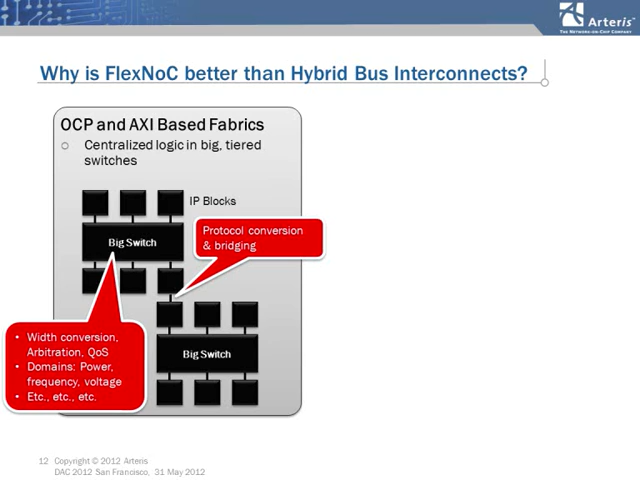 Arteris
THE NETWORK-ON-CHIP COMPANY
Why is FlexNoC better than Hybrid Bus Interconnects?
OCP and AXI Based Fabrics
Centralized logic in big, tiered
switches
IP Blocks
Big Switch
Protocol conversion
& bridging
• Width conversion,
Arbitration, QoS
• Domains: Power,
frequency, voltage
• Etc., etc., etc.
Big Switch
12 Copyright © 2012 Arteris
DAC 2012 San Francisco, 31 May 2012